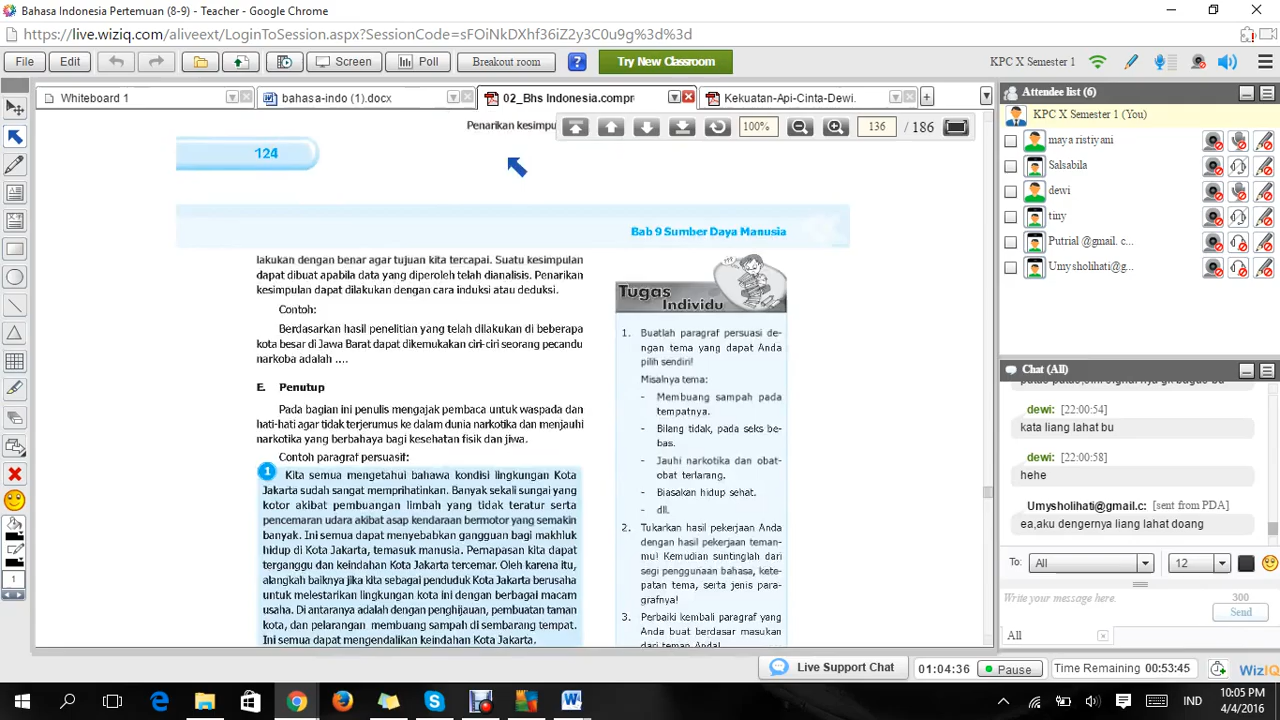 Bahasa Indonesia Pertemuan (8-9) - Teacher - Google Chrome
https://live.wiziq.com/aliveext/LoginToSession.aspx?SessionCode=sFOiNkDXhf36iZ2y3C0u9g%3d%3d
File Edit Screen Poll Breakout room ? Try New Classroom KPC X Semester 1
Whiteboard 1 bahasa-indo (1).docx 02_Bhs Indonesia.compr Kekuatan-Api-Cinta-Dewi.
Penarikan kesimpu
100% 136 / 186
124
Bab 9 Sumber Daya Manusia
lakukan dengan benar agar tujuan kita tercapai. Suatu kesimpulan
dapat dibuat apabila data yang diperoleh telah dianalisis. Penarikan
kesimpulan dapat dilakukan dengan cara induksi atau deduksi.
Contoh:
Berdasarkan hasil penelitian yang telah dilakukan di beberapa
kota besar di Jawa Barat dapat dikemukakan ciri-ciri seorang pecandu
narkoba adalah ....
E. Penutup
Pada bagian ini penulis mengajak pembaca untuk waspada dan
hati-hati agar tidak terjerumus ke dalam dunia narkotika dan menjauhi
narkotika yang berbahaya bagi kesehatan fisik dan jiwa.
Contoh paragraf persuasif:
1 Kita semua mengetahui bahawa kondisi lingkungan Kota
Jakarta sudah sangat memprihatinkan. Banyak sekali sungai yang
kotor akibat pembuangan limbah yang tidak teratur serta
pencemaran udara akibat asap kendaraan bermotor yang semakin
banyak. Ini semua dapat menyebabkan gangguan bagi makhluk
hidup di Kota Jakarta, temasuk manusia. Pernapasan kita dapat
terganggu dan keindahan Kota Jakarta tercemar. Oleh karena itu,
alangkah baiknya jika kita sebagai penduduk Kota Jakarta berusaha
untuk melestarikan lingkungan kota ini dengan berbagai macam
usaha. Di antaranya adalah dengan penghijauan, pembuatan taman
kota, dan pelarangan membuang sampah di sembarang tempat.
Ini semua dapat mengendalikan keindahan Kota Jakarta.
Tugas
Individu
1. Buatlah paragraf persuasi de-
ngan tema yang dapat Anda
pilih sendiri!
Misalnya tema:
- Membuang sampah pada
tempatnya.
- Bilang tidak, pada seks be-
bas.
- Jauhi narkotika dan obat-
obat terlarang.
- Biasakan hidup sehat.
- dll.
2. Tukarkan hasil pekerjaan Anda
dengan hasil pekerjaan teman-
mu! Kemudian suntinglah dari
segi penggunaan bahasa, kete-
patan tema, serta jenis para-
grafnya!
3. Perbaiki kembali paragraf yang
Anda buat berdasar masukan
dari teman Anda!
Attendee list (6)
KPC X Semester 1 (You)
maya ristiyani
Salsabila
dewi
tiny
Putrial @gmail. c...
Umysholihati@g...
Chat (All)
dewi: [22:00:54]
kata liang lahat bu
dewi: [22:00:58]
hehe
Umysholihati@gmail.c: [sent from PDA]
ea,aku dengernya liang lahat doang
To: All 12
Write your message here. 300
Send
All
1
Live Support Chat 01:04:36 Pause Time Remaining 00:53:45 WizIQ
IND 10:05 PM
4/4/2016